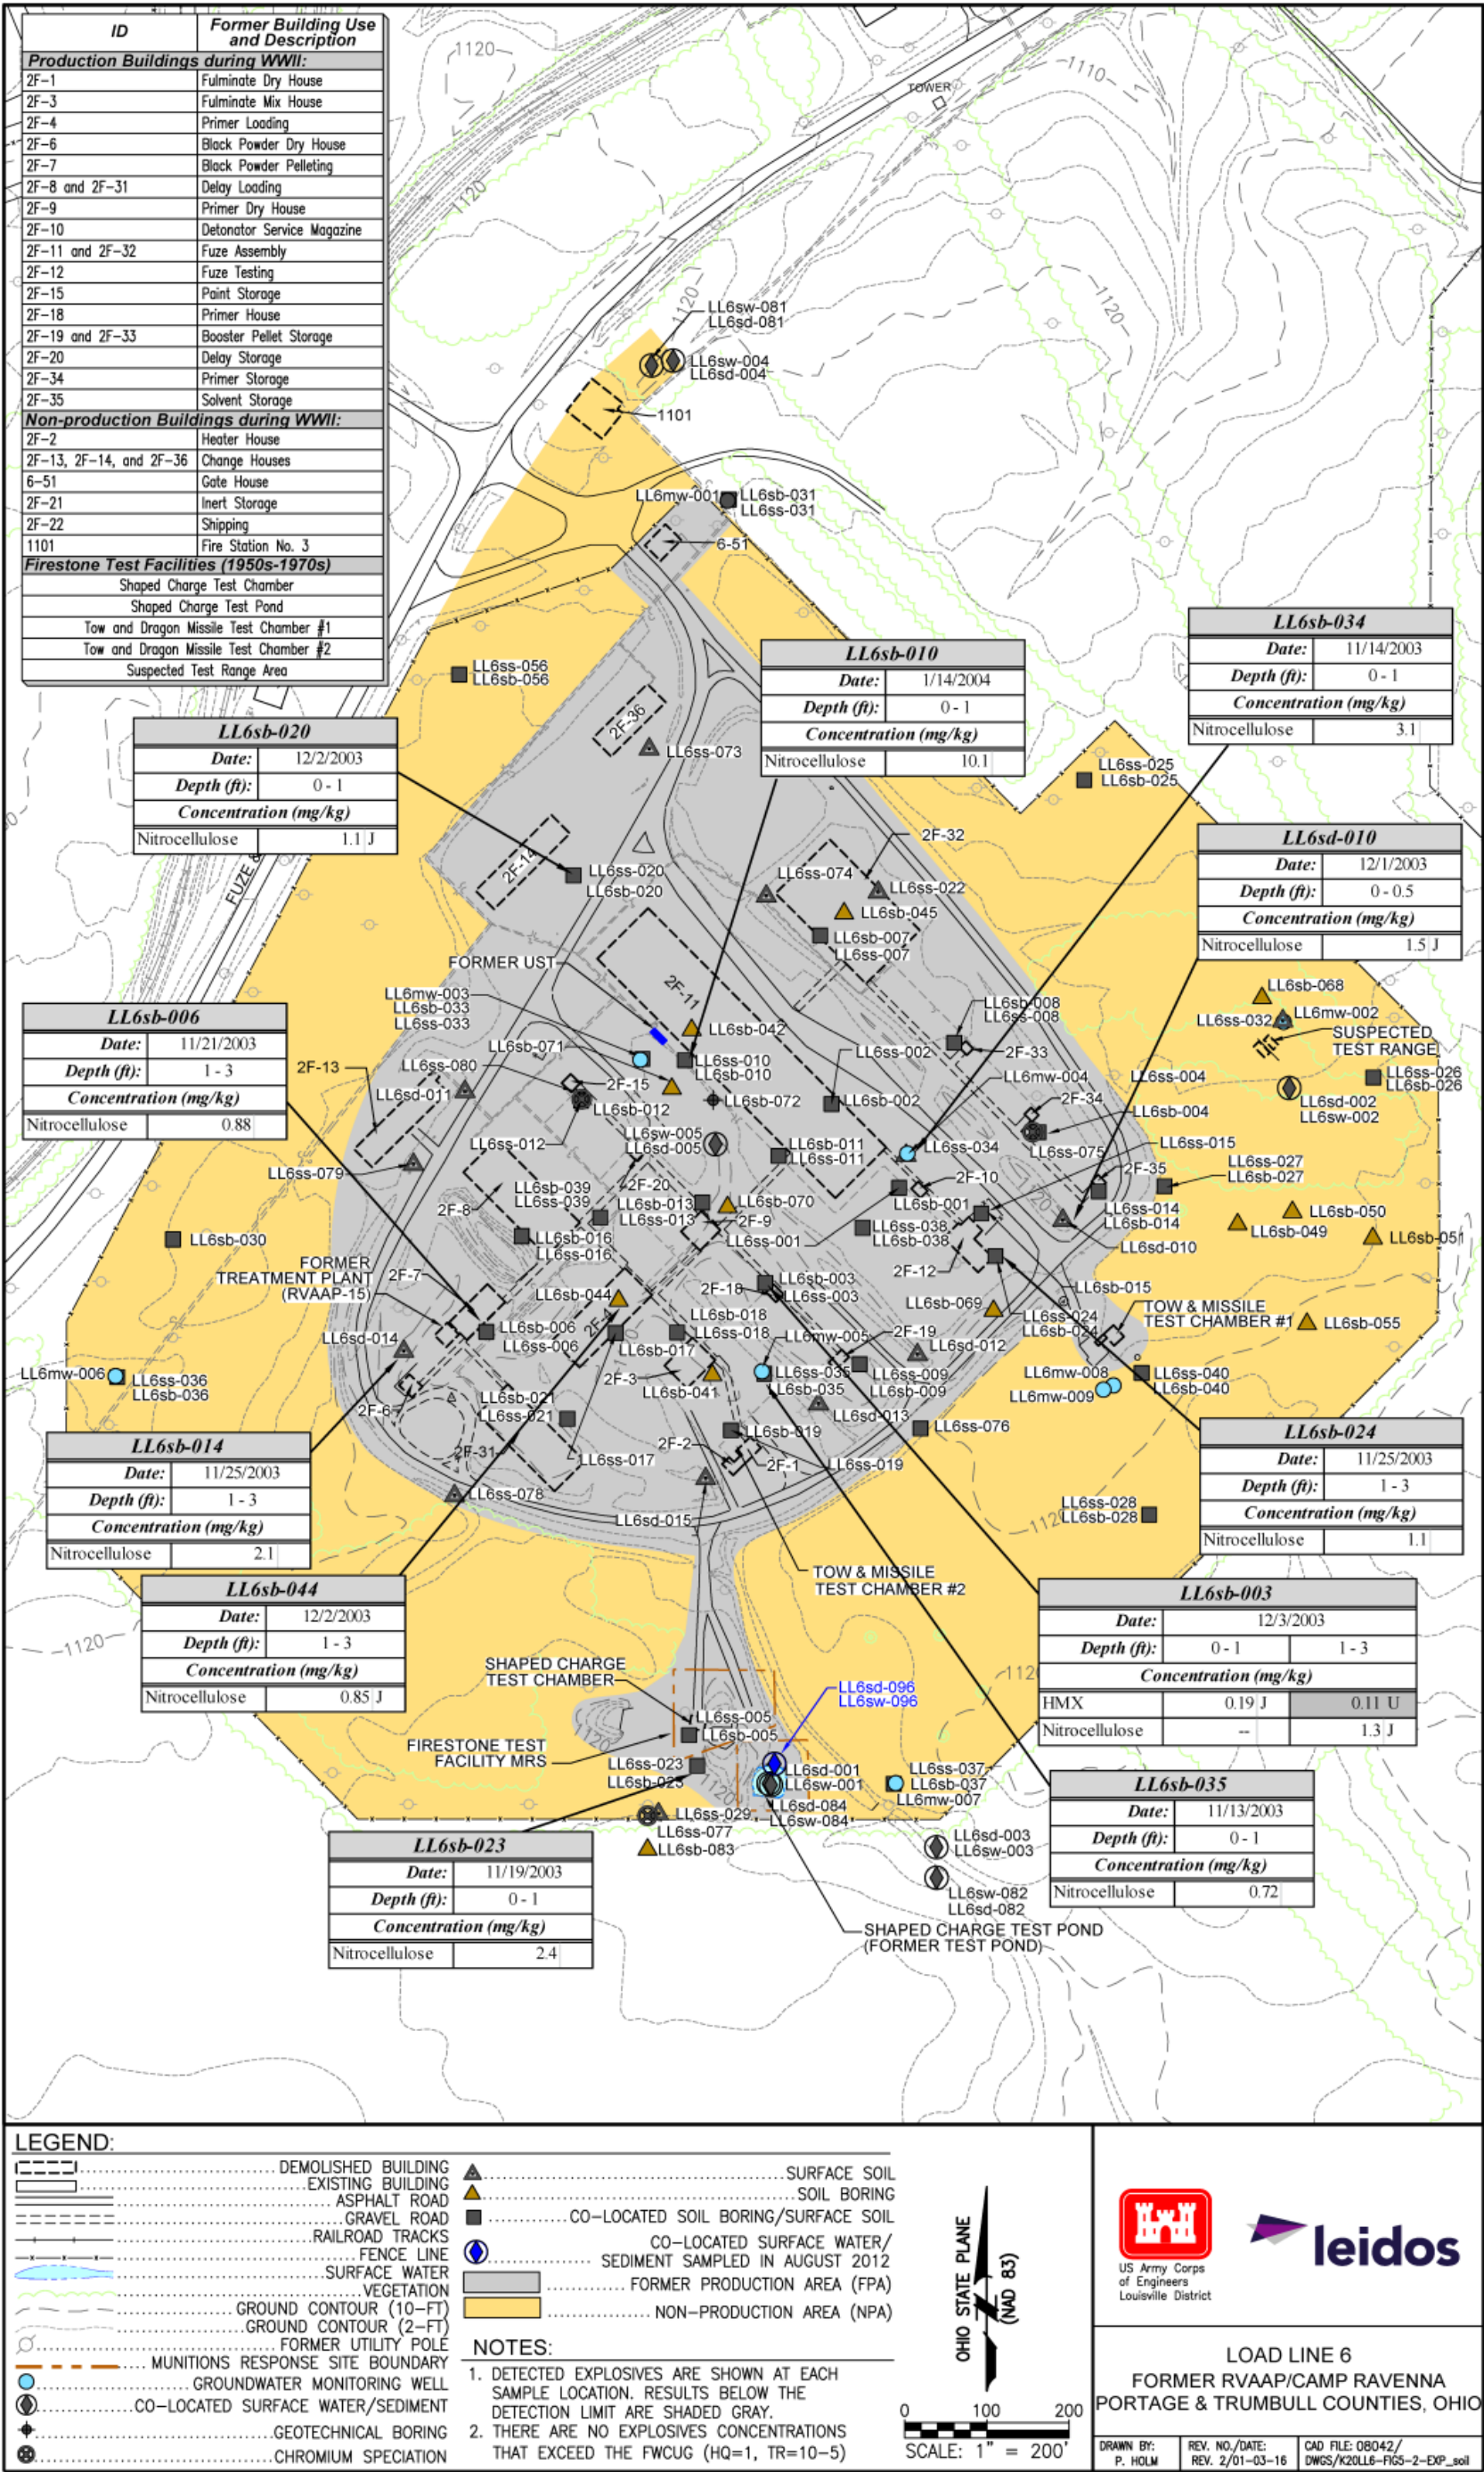 ID Former Building Use and Description
Production Buildings during WWII:
2F-1 Fulminate Dry House
2F-3 Fulminate Mix House
2F-4 Primer Loading
2F-6 Black Powder Dry House
2F-7 Black Powder Pelleting
2F-8 and 2F-31 Delay Loading
2F-9 Primer Dry House
2F-10 Detonator Service Magazine
2F-11 and 2F-32 Fuze Assembly
2F-12 Fuze Testing
2F-15 Paint Storage
2F-18 Primer House
2F-19 and 2F-33 Booster Pellet Storage
2F-20 Delay Storage
2F-34 Primer Storage
2F-35 Solvent Storage
Non-production Buildings during WWII:
2F-2 Heater House
2F-13, 2F-14, and 2F-36 Change Houses
6-51 Gate House
2F-21 Inert Storage
2F-22 Shipping
1101 Fire Station No. 3
Firestone Test Facilities (1950s-1970s)
Shaped Charge Test Chamber
Shaped Charge Test Pond
Tow and Dragon Missile Test Chamber #1
Tow and Dragon Missile Test Chamber #2
Suspected Test Range Area
1120
1110
TOWER
1120
1120
1120
LL6sw-081
LL6sd-081
LL6sw-004
LL6sd-004
1101
LL6mw-001
LL6sb-031
LL6ss-031
6-51
LL6ss-056
LL6sb-056
LL6sb-034
Date: 11/14/2003
Depth (ft): 0 - 1
Concentration (mg/kg)
Nitrocellulose 3.1
LL6sb-010
Date: 1/14/2004
Depth (ft): 0 - 1
Concentration (mg/kg)
Nitrocellulose 10.1
LL6sb-020
Date: 12/2/2003
Depth (ft): 0 - 1
Concentration (mg/kg)
Nitrocellulose 1.1 J
2F-36
LL6ss-073
LL6ss-025
LL6sb-025
LL6sd-010
Date: 12/1/2003
Depth (ft): 0 - 0.5
Concentration (mg/kg)
Nitrocellulose 1.5 J
FUZE &
2F-14
LL6ss-020
LL6sb-020
2F-32
LL6ss-074
LL6ss-022
LL6sb-045
LL6sb-007
LL6ss-007
FORMER UST
2F-11
LL6mw-003
LL6sb-033
LL6ss-033
LL6sb-042
LL6sb-008
LL6ss-008
LL6sb-068
LL6mw-002
LL6ss-032
SUSPECTED
TEST RANGE
LL6sb-006
Date: 11/21/2003
Depth (ft): 1 - 3
Concentration (mg/kg)
Nitrocellulose 0.88
LL6sb-071
LL6ss-010
LL6sb-010
LL6ss-002
2F-33
LL6ss-080
2F-13
2F-15
LL6mw-004
LL6ss-004
LL6ss-026
LL6sb-026
LL6sd-011
LL6sb-012
LL6sb-072
LL6sb-002
2F-34
LL6sb-004
LL6sd-002
LL6sw-002
LL6ss-012
LL6sw-005
LL6sd-005
LL6sb-011
LL6ss-011
LL6ss-034
LL6ss-075
LL6ss-015
LL6ss-079
2F-20
2F-10
2F-35
LL6ss-027
LL6sb-027
2F-8
LL6sb-039
LL6ss-039
LL6sb-013
LL6ss-013
LL6sb-070
2F-9
LL6sb-001
LL6ss-001
1120
LL6ss-014
LL6sb-014
LL6sb-050
LL6sb-049
LL6sb-051
LL6sb-030
LL6sb-016
LL6ss-016
LL6ss-038
LL6sb-038
LL6sd-010
FORMER
TREATMENT PLANT
(RVAAP-15)
2F-7
2F-12
2F-18
LL6sb-003
LL6ss-003
LL6sb-015
LL6sb-044
2F-4
LL6sb-069
LL6ss-024
LL6sb-024
TOW & MISSILE
TEST CHAMBER #1
LL6sb-055
LL6sd-014
LL6sb-006
LL6ss-006
LL6sb-018
LL6ss-018
LL6sb-017
LL6mw-005
2F-19
LL6sd-012
LL6mw-006
LL6ss-036
LL6sb-036
2F-3
LL6sb-041
LL6ss-035
LL6sb-035
LL6ss-009
LL6sb-009
LL6mw-008
LL6mw-009
LL6ss-040
LL6sb-040
2F-6
LL6sb-021
LL6ss-021
LL6sd-013
LL6ss-076
2F-31
LL6ss-017
2F-2
LL6sb-019
2F-1
LL6ss-019
LL6sb-014
Date: 11/25/2003
Depth (ft): 1 - 3
Concentration (mg/kg)
Nitrocellulose 2.1
LL6sb-024
Date: 11/25/2003
Depth (ft): 1 - 3
Concentration (mg/kg)
Nitrocellulose 1.1
LL6ss-078
LL6sd-015
LL6ss-028
LL6sb-028
1120
TOW & MISSILE
TEST CHAMBER #2
LL6sb-044
Date: 12/2/2003
Depth (ft): 1 - 3
Concentration (mg/kg)
Nitrocellulose 0.85 J
1120
LL6sb-003
Date: 12/3/2003
Depth (ft): 0 - 1 1 - 3
Concentration (mg/kg)
HMX 0.19 J 0.11 U
Nitrocellulose -- 1.3 J
SHAPED CHARGE
TEST CHAMBER
LL6sd-096
LL6sw-096
1120
LL6ss-005
LL6sb-005
FIRESTONE TEST
FACILITY MRS
LL6ss-023
LL6sb-023
1120
LL6sd-001
LL6sw-001
LL6sd-084
LL6sw-084
LL6ss-037
LL6sb-037
LL6mw-007
LL6ss-029
LL6ss-077
LL6sb-083
LL6sd-003
LL6sw-003
LL6sw-082
LL6sd-082
LL6sb-035
Date: 11/13/2003
Depth (ft): 0 - 1
Concentration (mg/kg)
Nitrocellulose 0.72
LL6sb-023
Date: 11/19/2003
Depth (ft): 0 - 1
Concentration (mg/kg)
Nitrocellulose 2.4
SHAPED CHARGE TEST POND
(FORMER TEST POND)
LEGEND:
DEMOLISHED BUILDING
EXISTING BUILDING
ASPHALT ROAD
GRAVEL ROAD
RAILROAD TRACKS
FENCE LINE
SURFACE WATER
VEGETATION
GROUND CONTOUR (10-FT)
GROUND CONTOUR (2-FT)
FORMER UTILITY POLE
MUNITIONS RESPONSE SITE BOUNDARY
GROUNDWATER MONITORING WELL
CO-LOCATED SURFACE WATER/SEDIMENT
GEOTECHNICAL BORING
CHROMIUM SPECIATION
SURFACE SOIL
SOIL BORING
CO-LOCATED SOIL BORING/SURFACE SOIL
CO-LOCATED SURFACE WATER/
SEDIMENT SAMPLED IN AUGUST 2012
FORMER PRODUCTION AREA (FPA)
NON-PRODUCTION AREA (NPA)
NOTES:
1. DETECTED EXPLOSIVES ARE SHOWN AT EACH
SAMPLE LOCATION. RESULTS BELOW THE
DETECTION LIMIT ARE SHADED GRAY.
2. THERE ARE NO EXPLOSIVES CONCENTRATIONS
THAT EXCEED THE FWCUG (HQ=1, TR=10-5)
OHIO STATE PLANE
(NAD 83)
0 100 200
SCALE: 1" = 200'
US Army Corps
of Engineers
Louisville District
leidos
LOAD LINE 6
FORMER RVAAP/CAMP RAVENNA
PORTAGE & TRUMBULL COUNTIES, OHIO
DRAWN BY:
P. HOLM
REV. NO./DATE:
REV. 2/01-03-16
CAD FILE: 08042/
DWGS/K20LL6-FIG5-2-EXP_soil